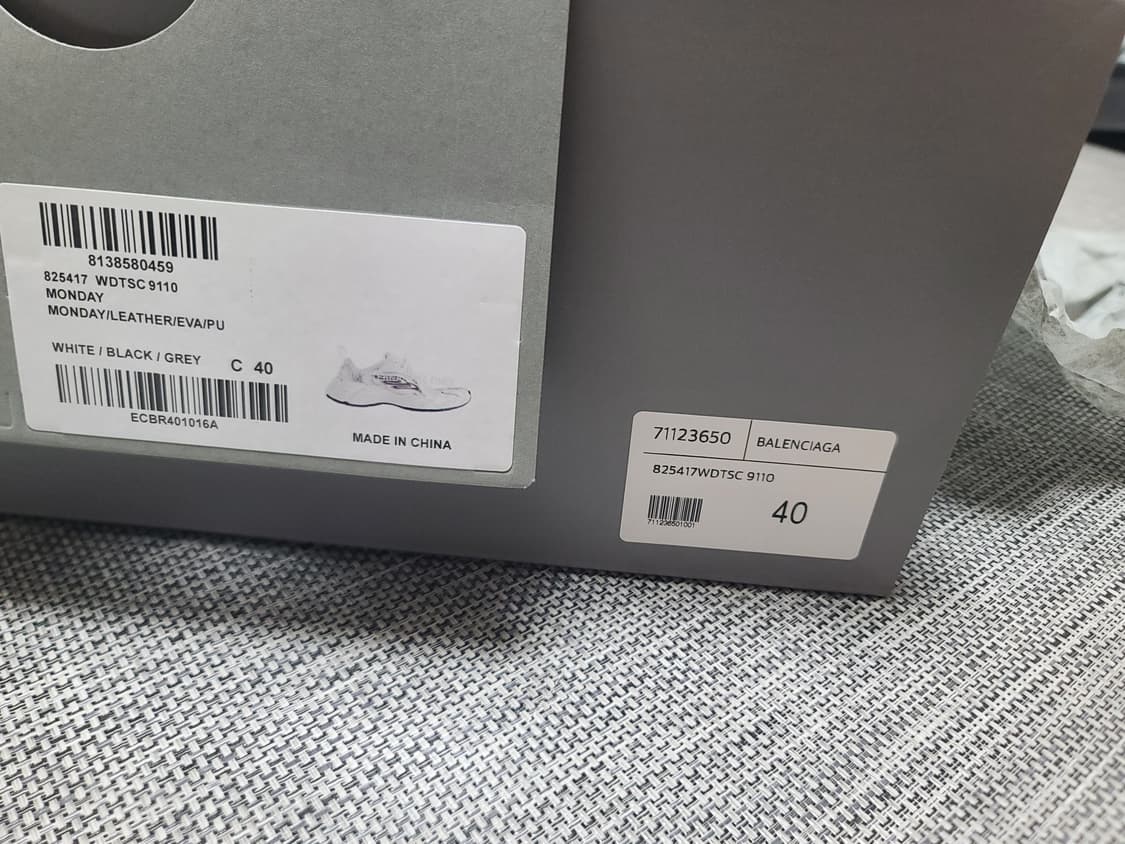 8138580459
825417 WDTSC 9110
MONDAY
MONDAY/LEATHER/EVA/PU
WHITE / BLACK / GREY C 40
ECBR401016A
MADE IN CHINA
71123650 BALENCIAGA
825417WDTSC 9110
40
711236501001